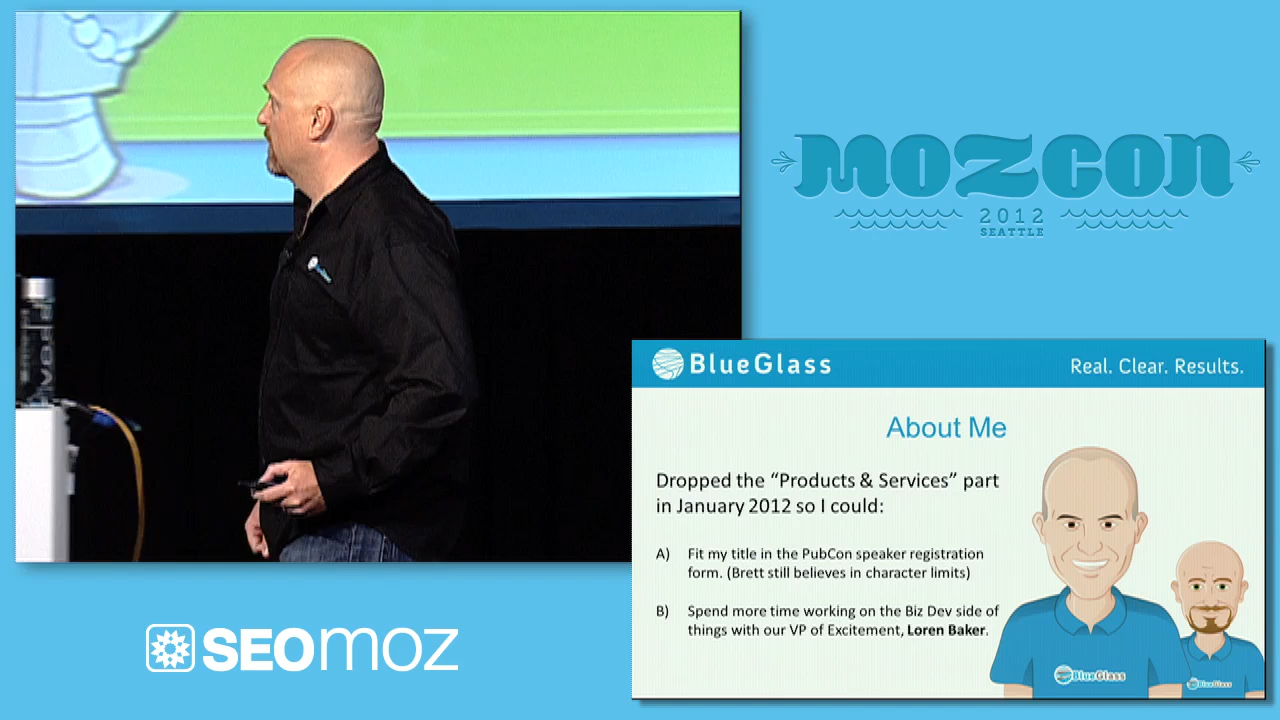 MOZCON
2012
SEATTLE
BlueGlass
Real. Clear. Results.
About Me
Dropped the “Products & Services” part
in January 2012 so I could:
A) Fit my title in the PubCon speaker registration
form. (Brett still believes in character limits)
B) Spend more time working on the Biz Dev side of
things with our VP of Excitement, Loren Baker.
BlueGlass
BlueGlass
SEOmoz